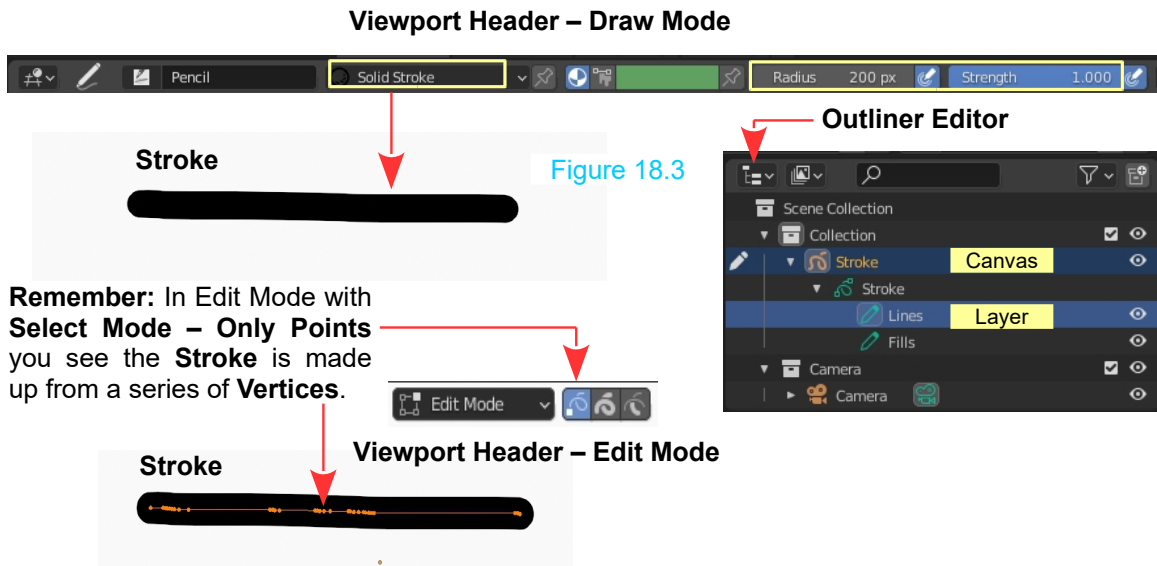 Viewport Header – Draw Mode
Pencil
Solid Stroke
Radius 200 px
Strength 1.000
Outliner Editor
Stroke
Figure 18.3
Scene Collection
Collection
Stroke
Canvas
Stroke
Lines
Layer
Fills
Camera
Camera
Remember: In Edit Mode with
Select Mode – Only Points
you see the Stroke is made
up from a series of Vertices.
Edit Mode
Viewport Header – Edit Mode
Stroke